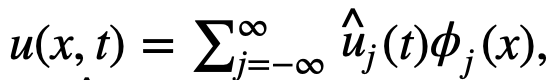 u(x, t) = ∑_{j=-∞}^{∞} û_j(t)ϕ_j(x),